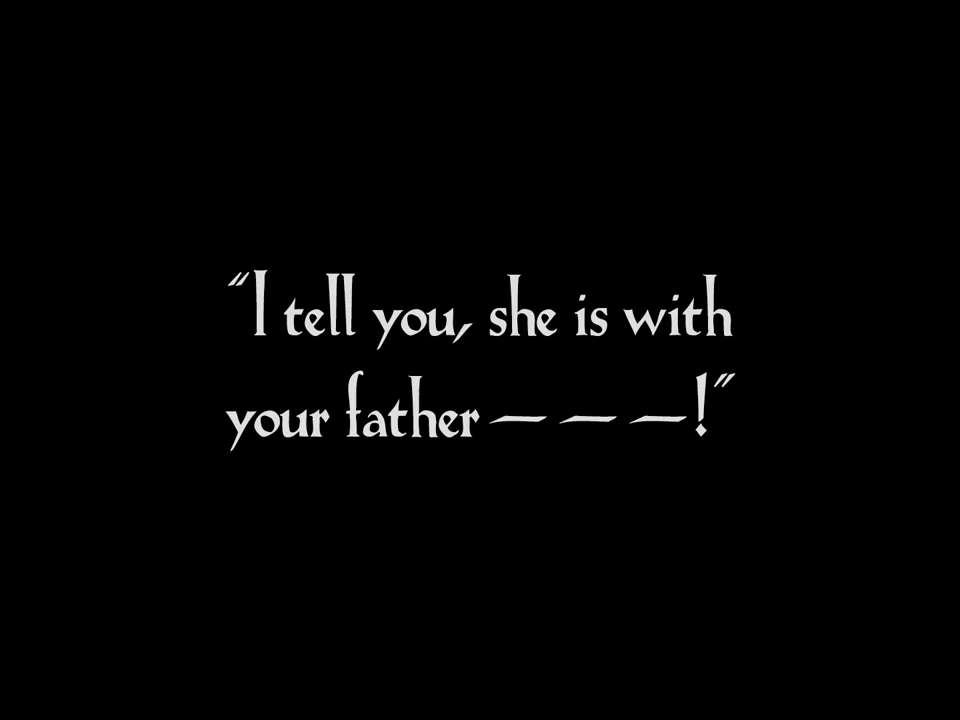 "I tell you, she is with
your father — — —!"